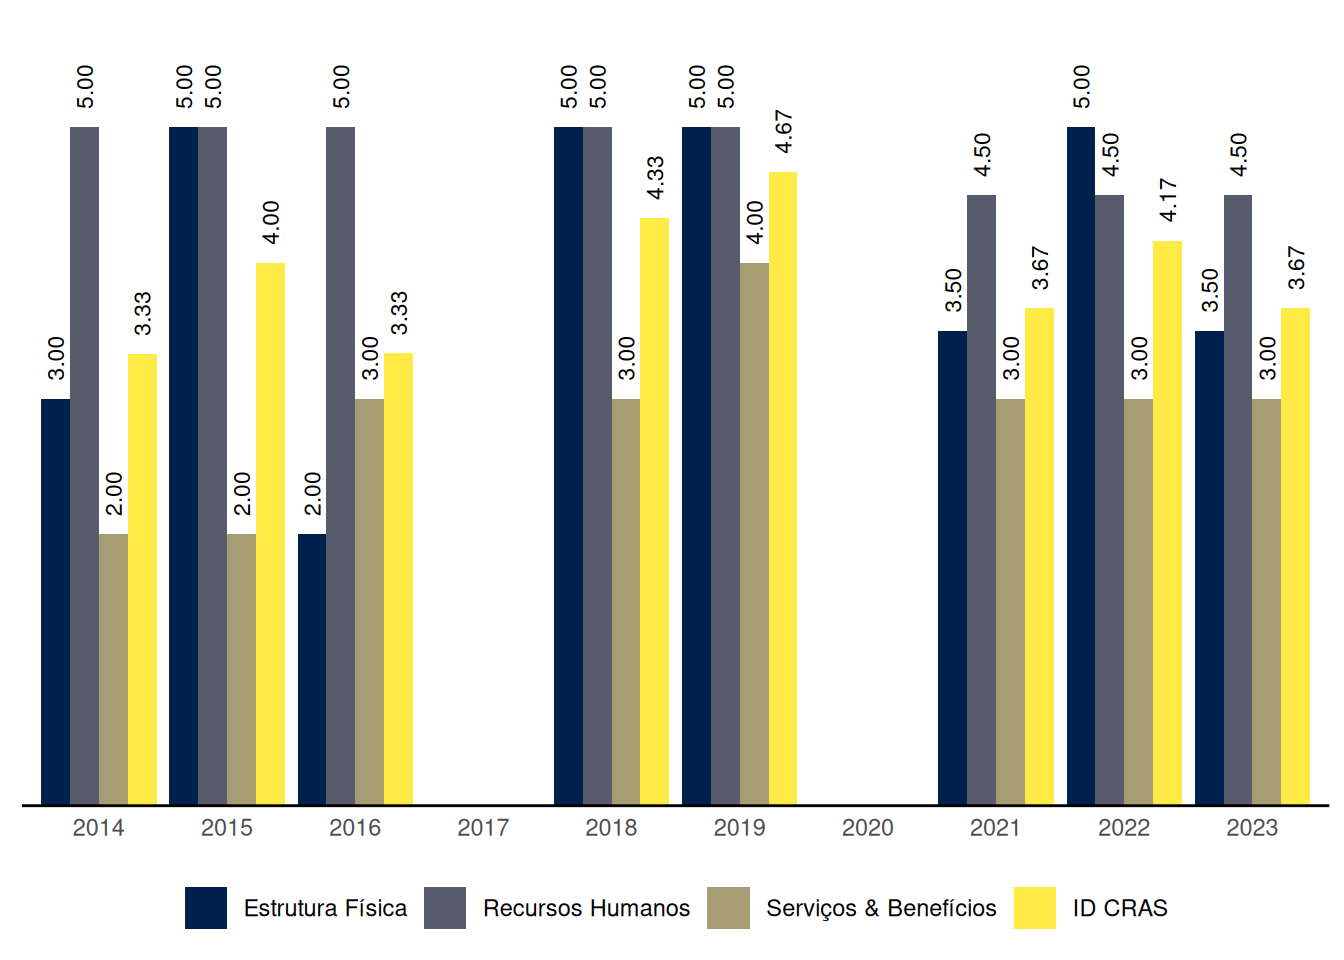 3.00 5.00 2.00 3.33 5.00 5.00 2.00 4.00 2.00 5.00 3.00 3.33 5.00 5.00 3.00 4.33 5.00 5.00 4.00 4.67 3.50 4.50 3.00 3.67 5.00 4.50 3.00 4.17 3.50 4.50 3.00 3.67
2014 2015 2016 2017 2018 2019 2020 2021 2022 2023
Estrutura Física Recursos Humanos Serviços & Benefícios ID CRAS